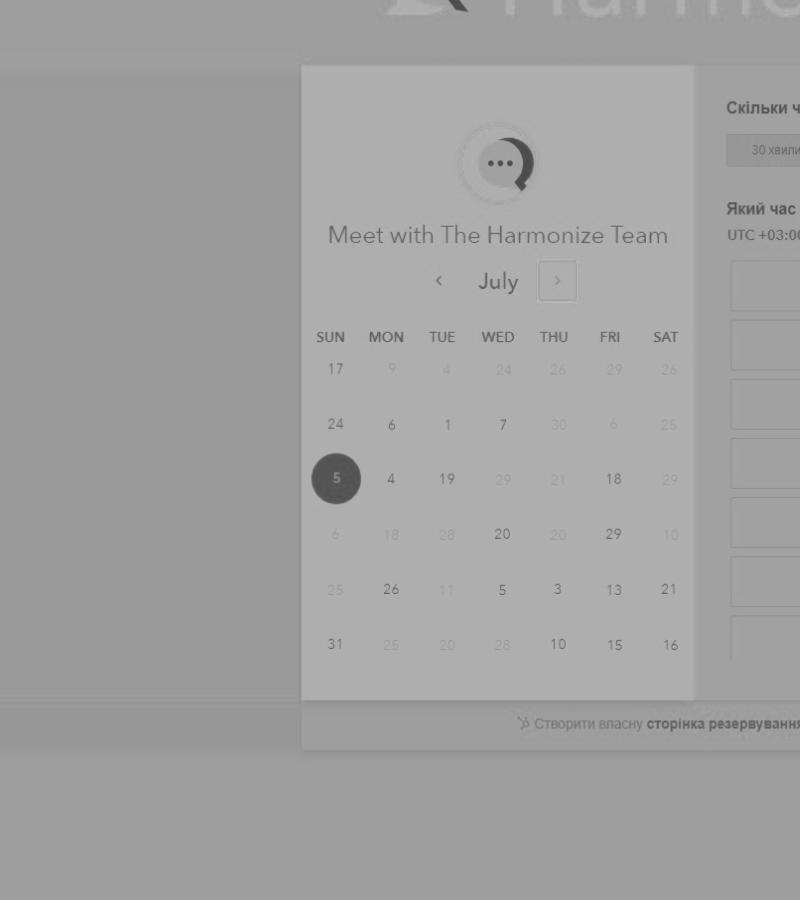 Meet with The Harmonize Team
‹ July ›
SUN MON TUE WED THU FRI SAT
17 9 4 24 26 29 26
24 6 1 7 30 6 25
5 4 19 29 21 18 29
6 18 28 20 20 29 10
25 26 11 5 3 13 21
31 25 20 28 10 15 16
Скільки
30
Який час
UTC +03:00
Створити власну сторінка резервування